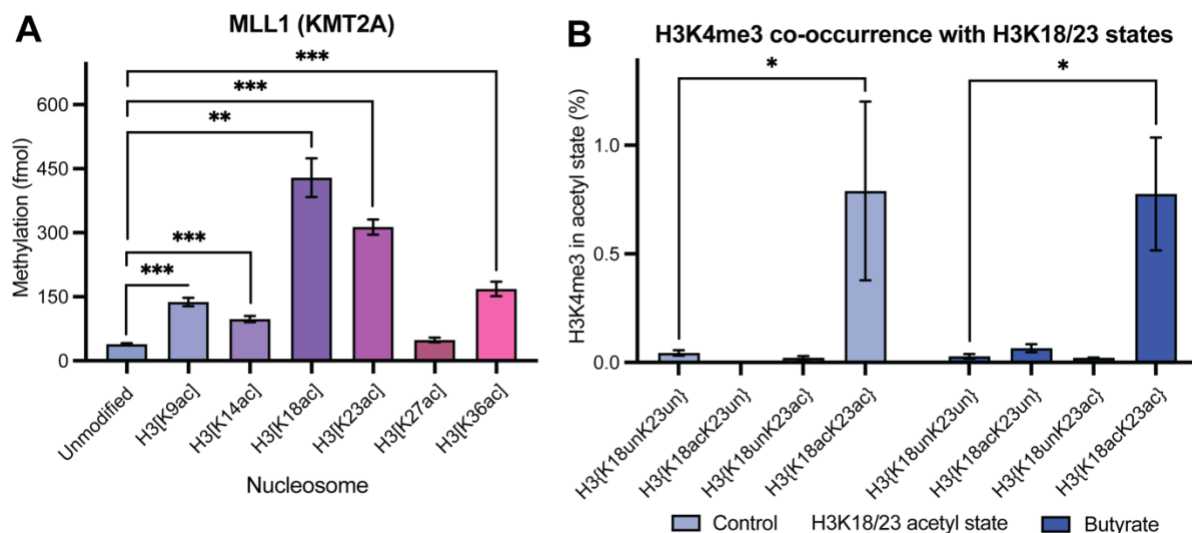 A
MLL1 (KMT2A)
Methylation (fmol)
600
450
300
150
0
***
***
**
***
***
Unmodified
H3[K9ac]
H3[K14ac]
H3[K18ac]
H3[K23ac]
H3[K27ac]
H3[K36ac]
Nucleosome
B
H3K4me3 co-occurrence with H3K18/23 states
H3K4me3 in acetyl state (%)
1.0
0.5
0.0
*
*
H3{K18unK23un}
H3{K18acK23un}
H3{K18unK23ac}
H3{K18acK23ac}
H3{K18unK23un}
H3{K18acK23un}
H3{K18unK23ac}
H3{K18acK23ac}
Control H3K18/23 acetyl state Butyrate